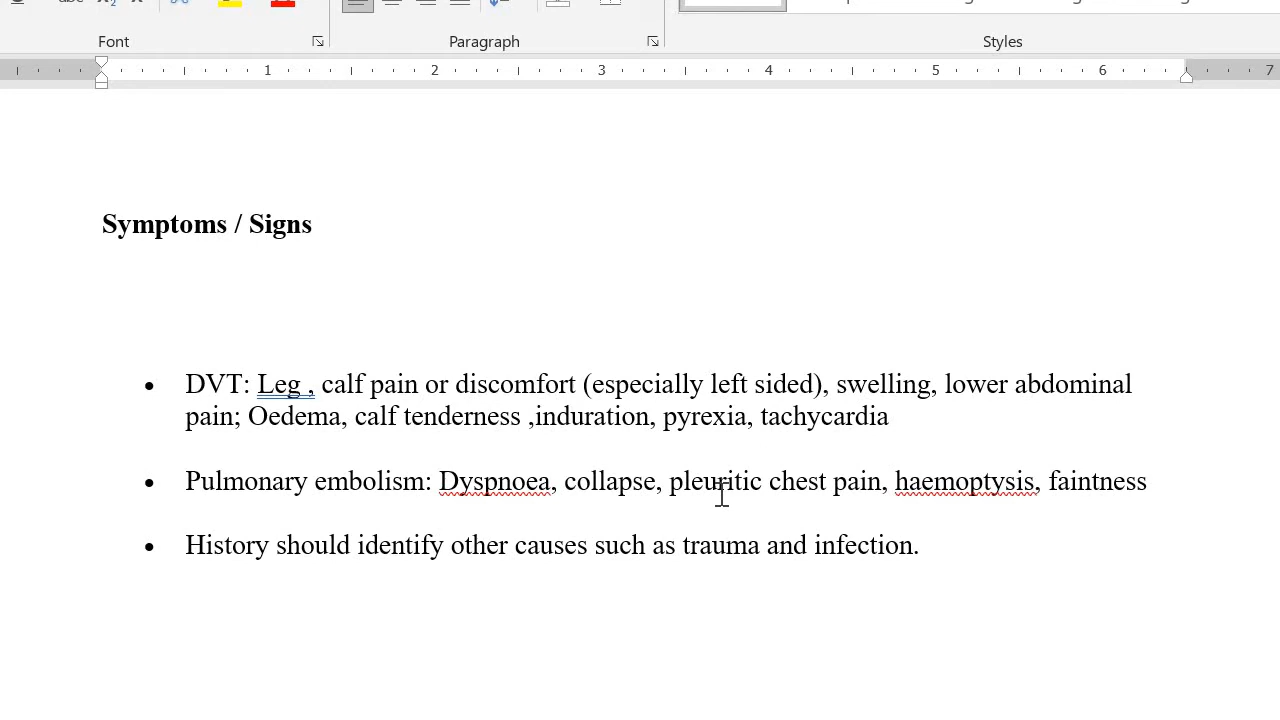 Font
Paragraph
Styles
1 2 3 4 5 6 7
Symptoms / Signs
• DVT: Leg , calf pain or discomfort (especially left sided), swelling, lower abdominal
pain; Oedema, calf tenderness ,induration, pyrexia, tachycardia
• Pulmonary embolism: Dyspnoea, collapse, pleuritic chest pain, haemoptysis, faintness
• History should identify other causes such as trauma and infection.